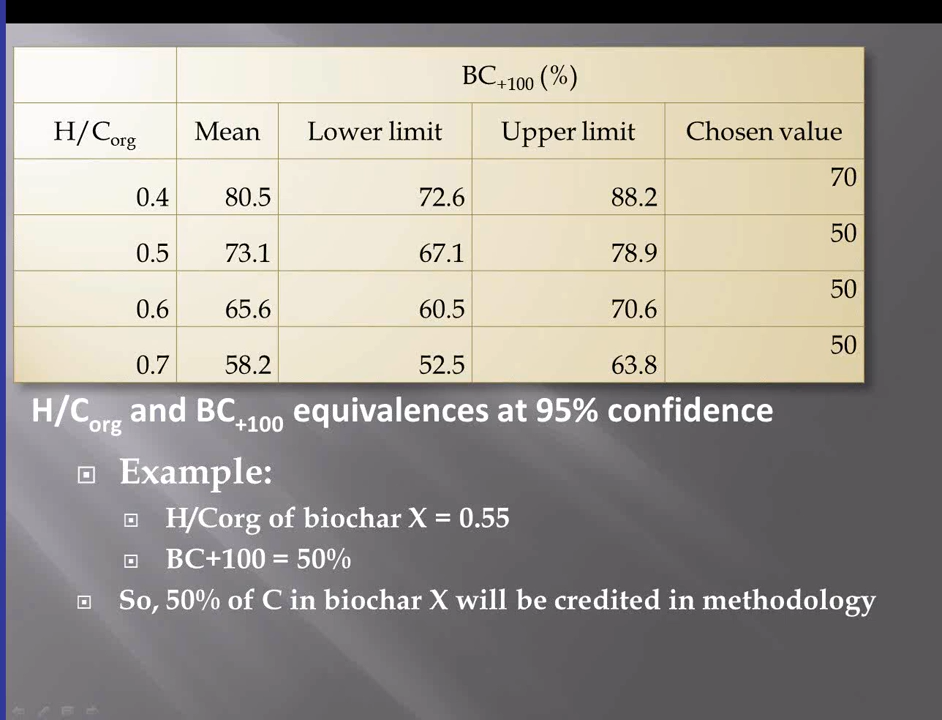 BC+100 (%)
H/Corg Mean Lower limit Upper limit Chosen value
0.4 80.5 72.6 88.2 70
0.5 73.1 67.1 78.9 50
0.6 65.6 60.5 70.6 50
0.7 58.2 52.5 63.8 50
H/Corg and BC+100 equivalences at 95% confidence
Example:
H/Corg of biochar X = 0.55
BC+100 = 50%
So, 50% of C in biochar X will be credited in methodology